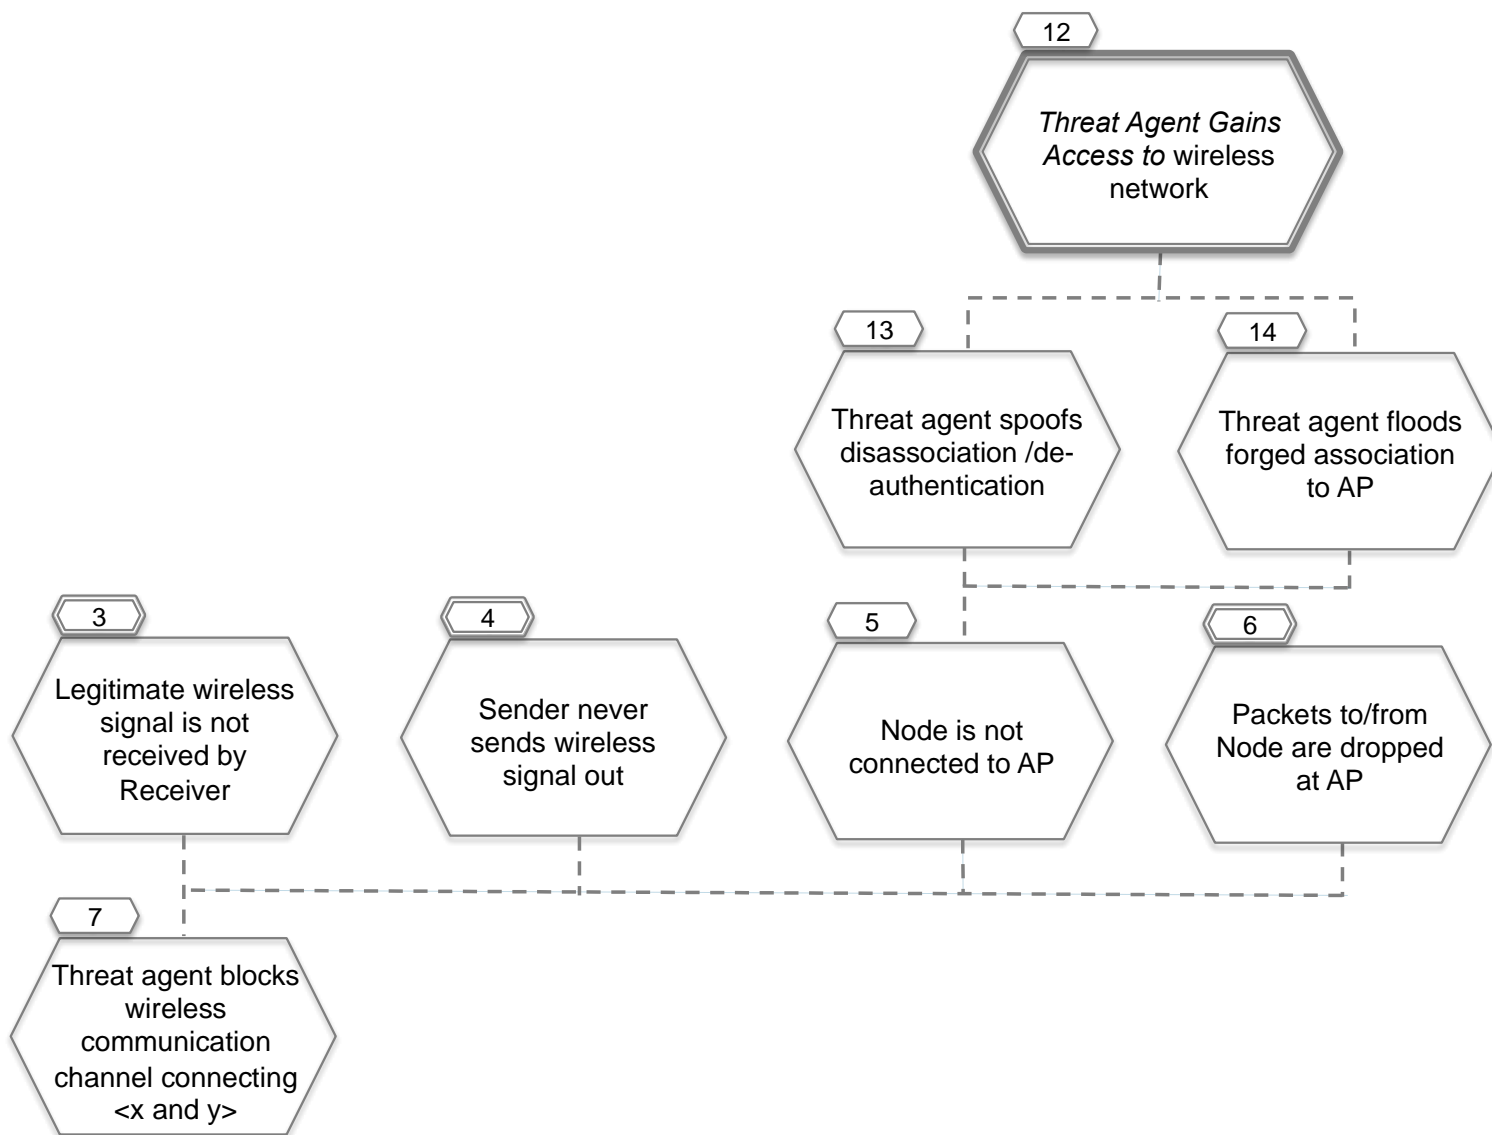 12
Threat Agent Gains
Access to wireless
network
13
Threat agent spoofs
disassociation /de-
authentication
14
Threat agent floods
forged association
to AP
3
Legitimate wireless
signal is not
received by
Receiver
4
Sender never
sends wireless
signal out
5
Node is not
connected to AP
6
Packets to/from
Node are dropped
at AP
7
Threat agent blocks
wireless
communication
channel connecting
<x and y>